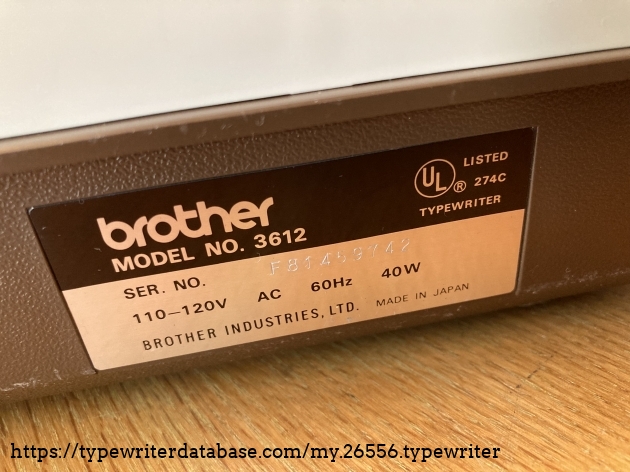 brother
MODEL NO. 3612
UL ® LISTED
274C
TYPEWRITER
SER. NO.
110–120V AC 60Hz 40W
BROTHER INDUSTRIES, LTD. MADE IN JAPAN
https://typewriterdatabase.com/my.26556.typewriter